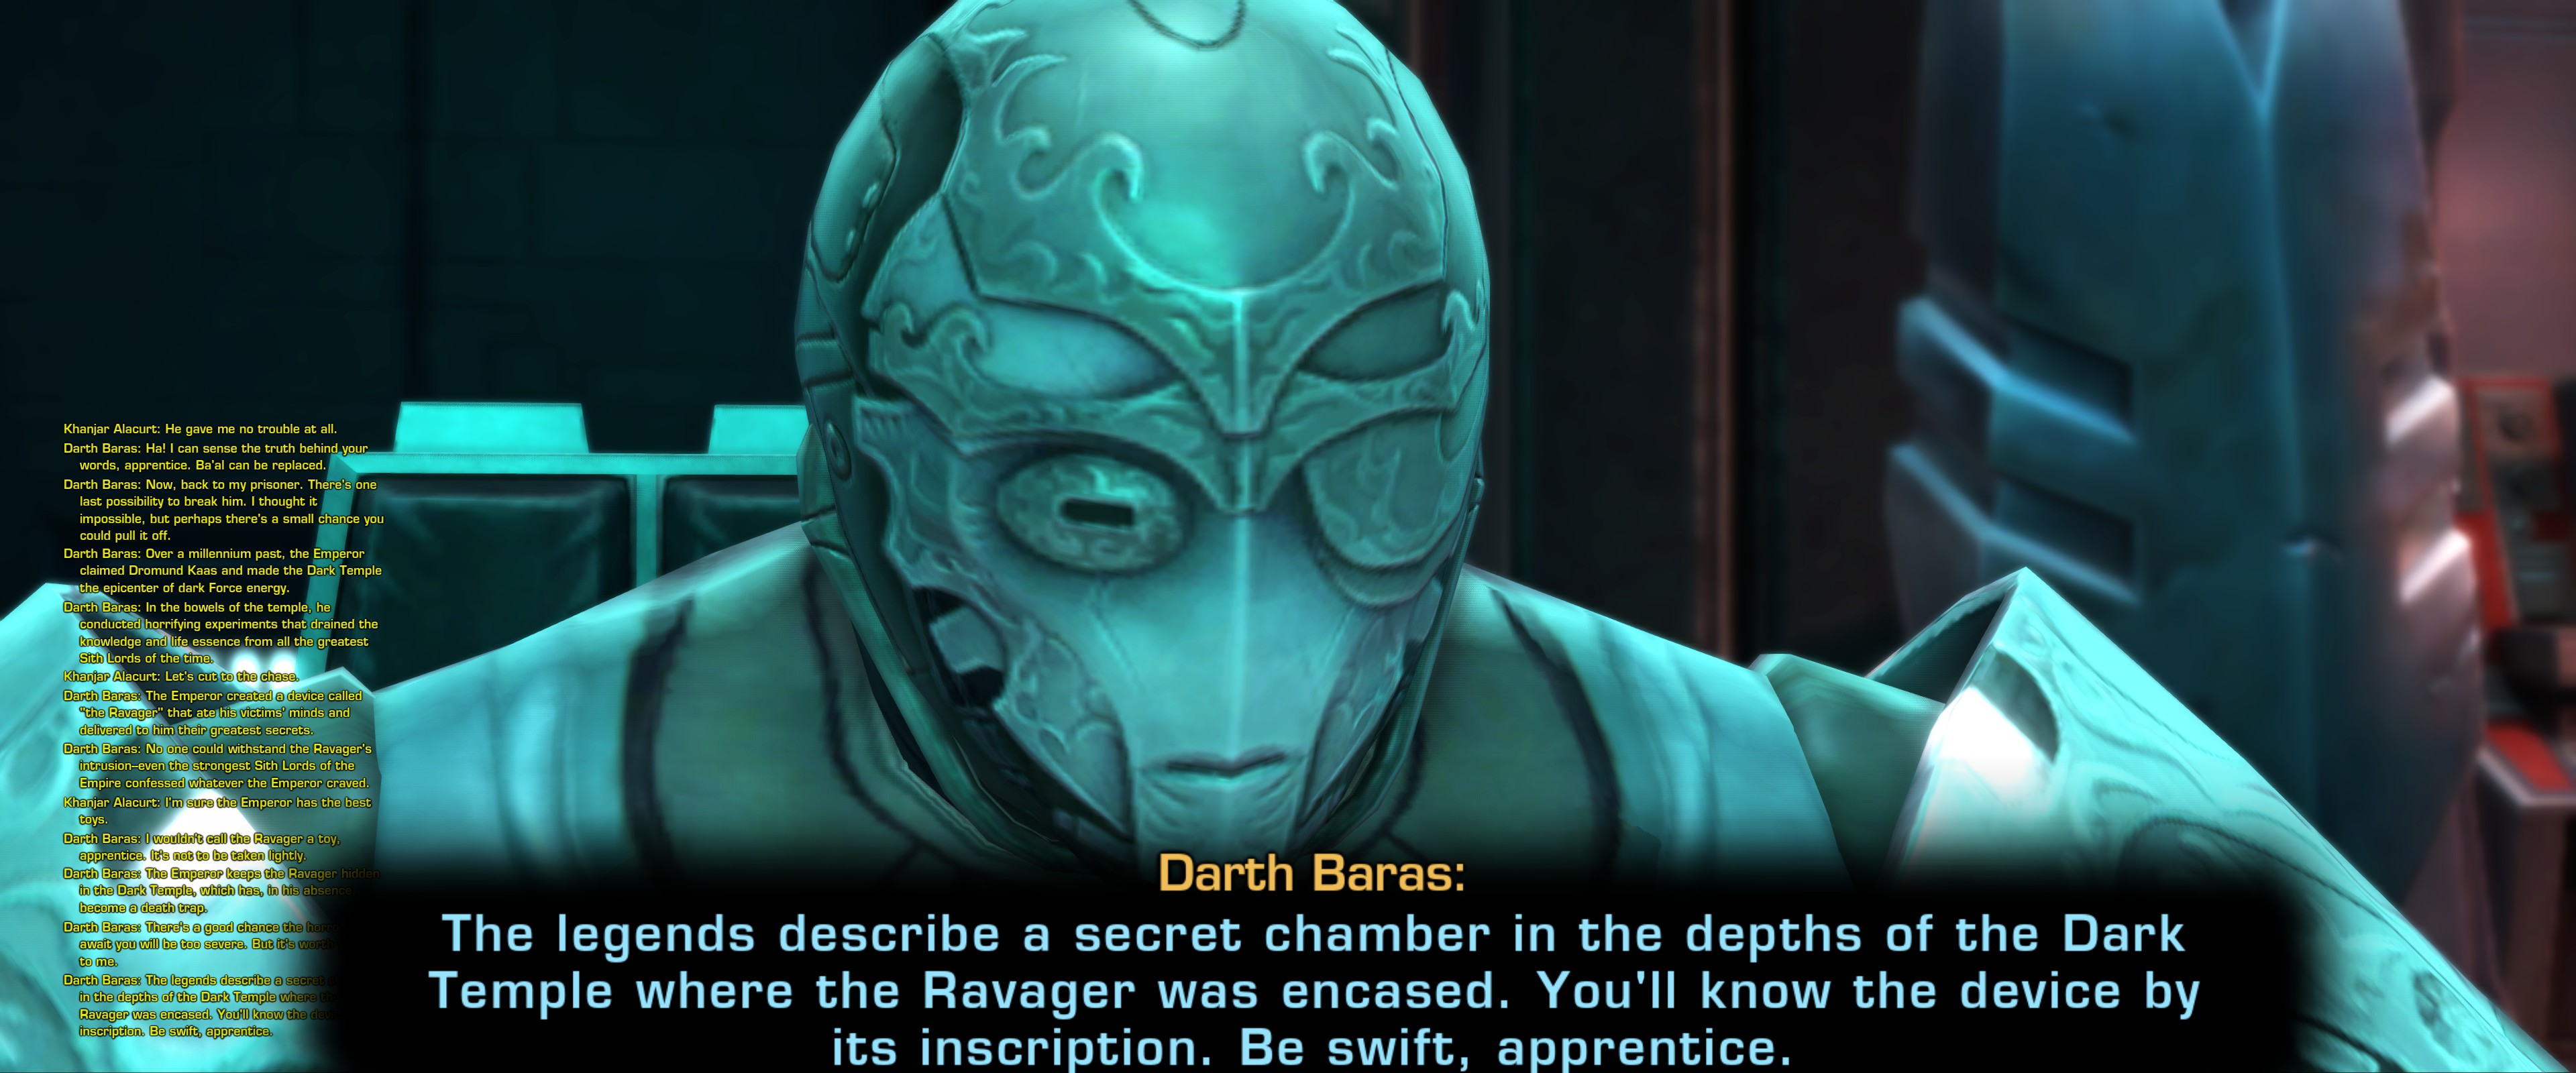 Khanjar Alacurt: He gave me no trouble at all.
Darth Baras: Ha! I can sense the truth behind your
words, apprentice. Ba'al can be replaced.
Darth Baras: Now, back to my prisoner. There's one
last possibility to break him. I thought it
impossible, but perhaps there's a small chance you
could pull it off.
Darth Baras: Over a millennium past, the Emperor
claimed Dromund Kaas and made the Dark Temple
the epicenter of dark Force energy.
Darth Baras: In the bowels of the temple, he
conducted horrifying experiments that drained the
knowledge and life essence from all the greatest
Sith Lords of the time.
Khanjar Alacurt: Let's cut to the chase.
Darth Baras: The Emperor created a device called
"the Ravager" that ate his victims' minds and
delivered to him their greatest secrets.
Darth Baras: No one could withstand the Ravager's
intrusion—even the strongest Sith Lords of the
Empire confessed whatever the Emperor craved.
Khanjar Alacurt: I'm sure the Emperor has the best
toys.
Darth Baras: I wouldn't call the Ravager a toy,
apprentice. It's not to be taken lightly.
Darth Baras: The Emperor keeps the Ravager hidden
in the Dark Temple, which has, in his absence
become a death trap.
Darth Baras: There's a good chance the
await you will be too severe. But it's worth
to me.
Darth Baras: The legends describe a secret
in the depths of the Dark Temple where
Ravager was encased. You'll know the
inscription. Be swift, apprentice.
Darth Baras:
The legends describe a secret chamber in the depths of the Dark
Temple where the Ravager was encased. You'll know the device by
its inscription. Be swift, apprentice.